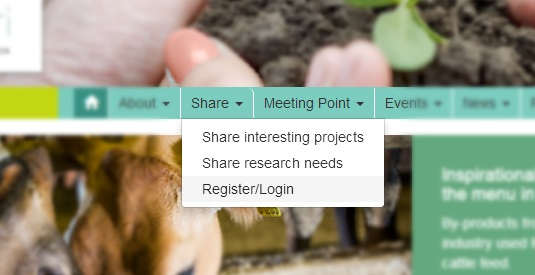 About Share Meeting Point Events News
Share interesting projects
Share research needs
Register/Login
Inspirational
the menu in
By-products fr
industry used
cattle feed